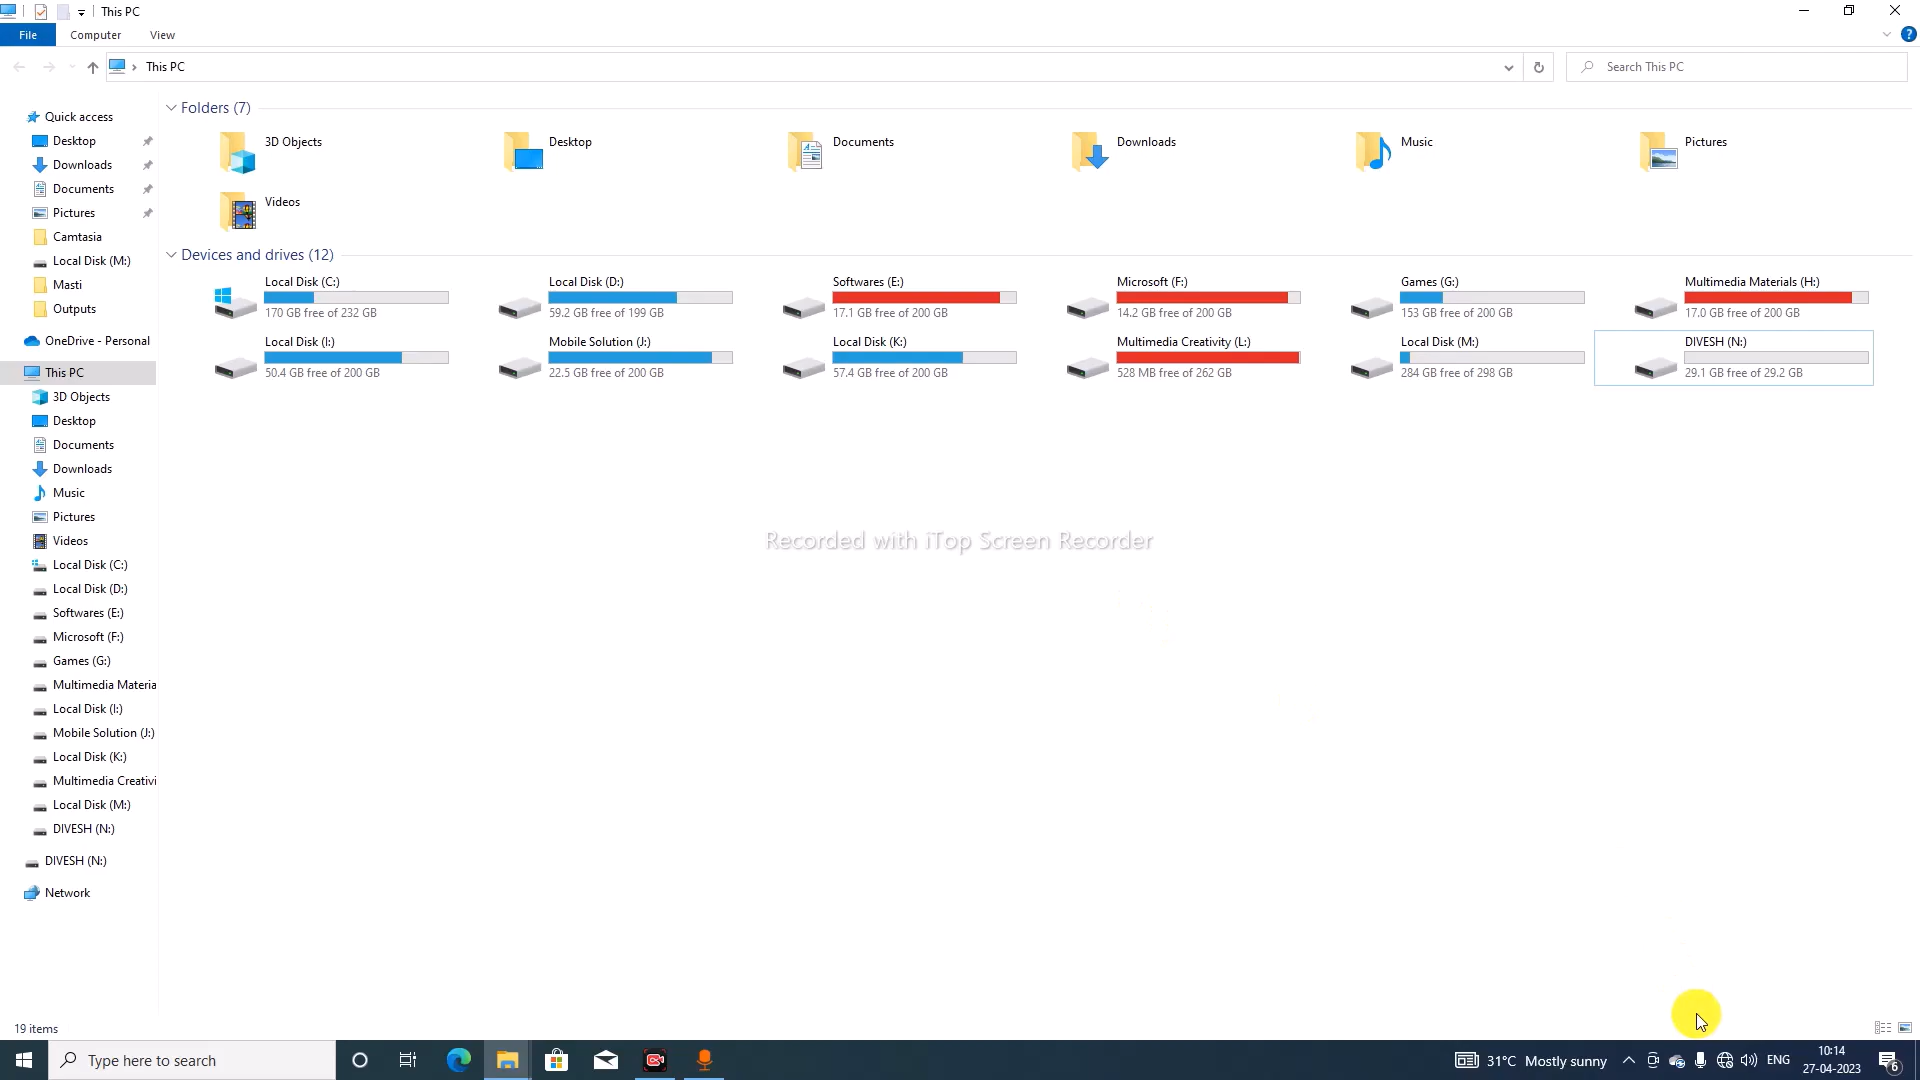 This PC
File Computer View
This PC
Search This PC
Quick access
Desktop
Downloads
Documents
Pictures
Camtasia
Local Disk (M:)
Masti
Outputs
OneDrive - Personal
This PC
3D Objects
Desktop
Documents
Downloads
Music
Pictures
Videos
Local Disk (C:)
Local Disk (D:)
Softwares (E:)
Microsoft (F:)
Games (G:)
Multimedia Materia
Local Disk (I:)
Mobile Solution (J:)
Local Disk (K:)
Multimedia Creativi
Local Disk (M:)
DIVESH (N:)
DIVESH (N:)
Network
Folders (7)
3D Objects
Desktop
Documents
Downloads
Music
Pictures
Videos
Devices and drives (12)
Local Disk (C:)
170 GB free of 232 GB
Local Disk (D:)
59.2 GB free of 199 GB
Softwares (E:)
17.1 GB free of 200 GB
Microsoft (F:)
14.2 GB free of 200 GB
Games (G:)
153 GB free of 200 GB
Multimedia Materials (H:)
17.0 GB free of 200 GB
Local Disk (I:)
50.4 GB free of 200 GB
Mobile Solution (J:)
22.5 GB free of 200 GB
Local Disk (K:)
57.4 GB free of 200 GB
Multimedia Creativity (L:)
528 MB free of 262 GB
Local Disk (M:)
284 GB free of 298 GB
DIVESH (N:)
29.1 GB free of 29.2 GB
Recorded with iTop Screen Recorder
19 items
Type here to search
31°C Mostly sunny
ENG
10:14
27-04-2023
6